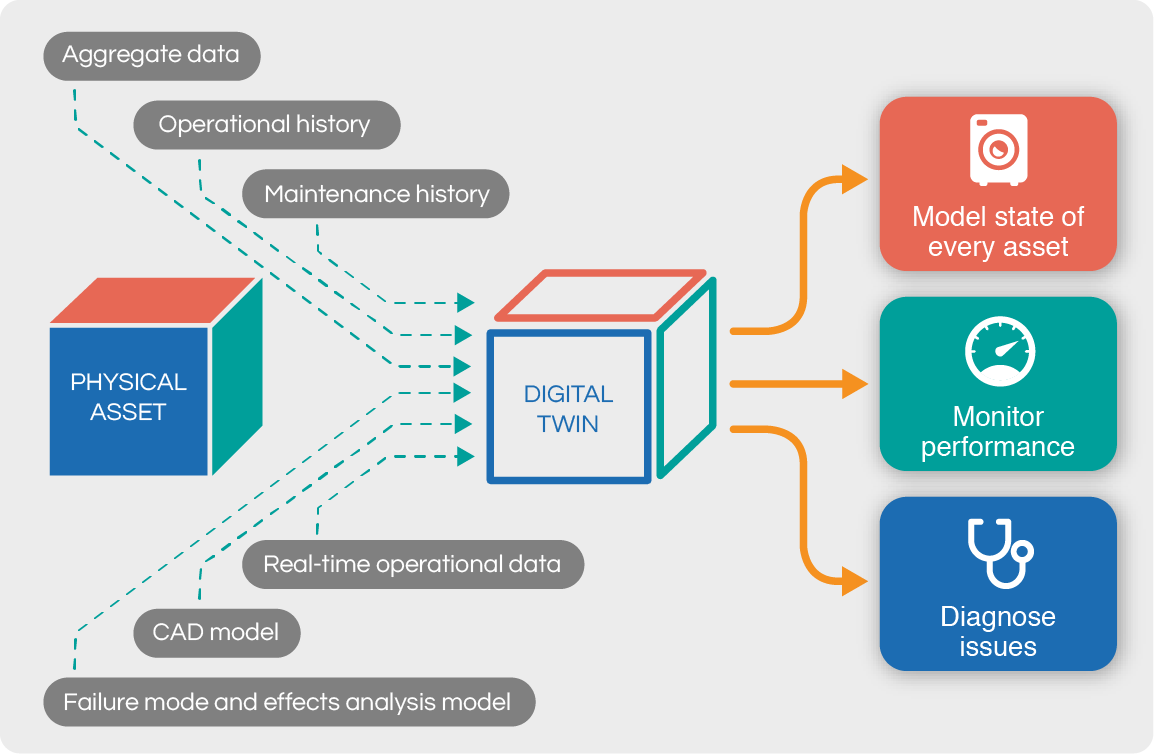 Aggregate data
Operational history
Maintenance history
PHYSICAL
ASSET
DIGITAL
TWIN
Real-time operational data
CAD model
Failure mode and effects analysis model
Model state of
every asset
Monitor
performance
Diagnose
issues